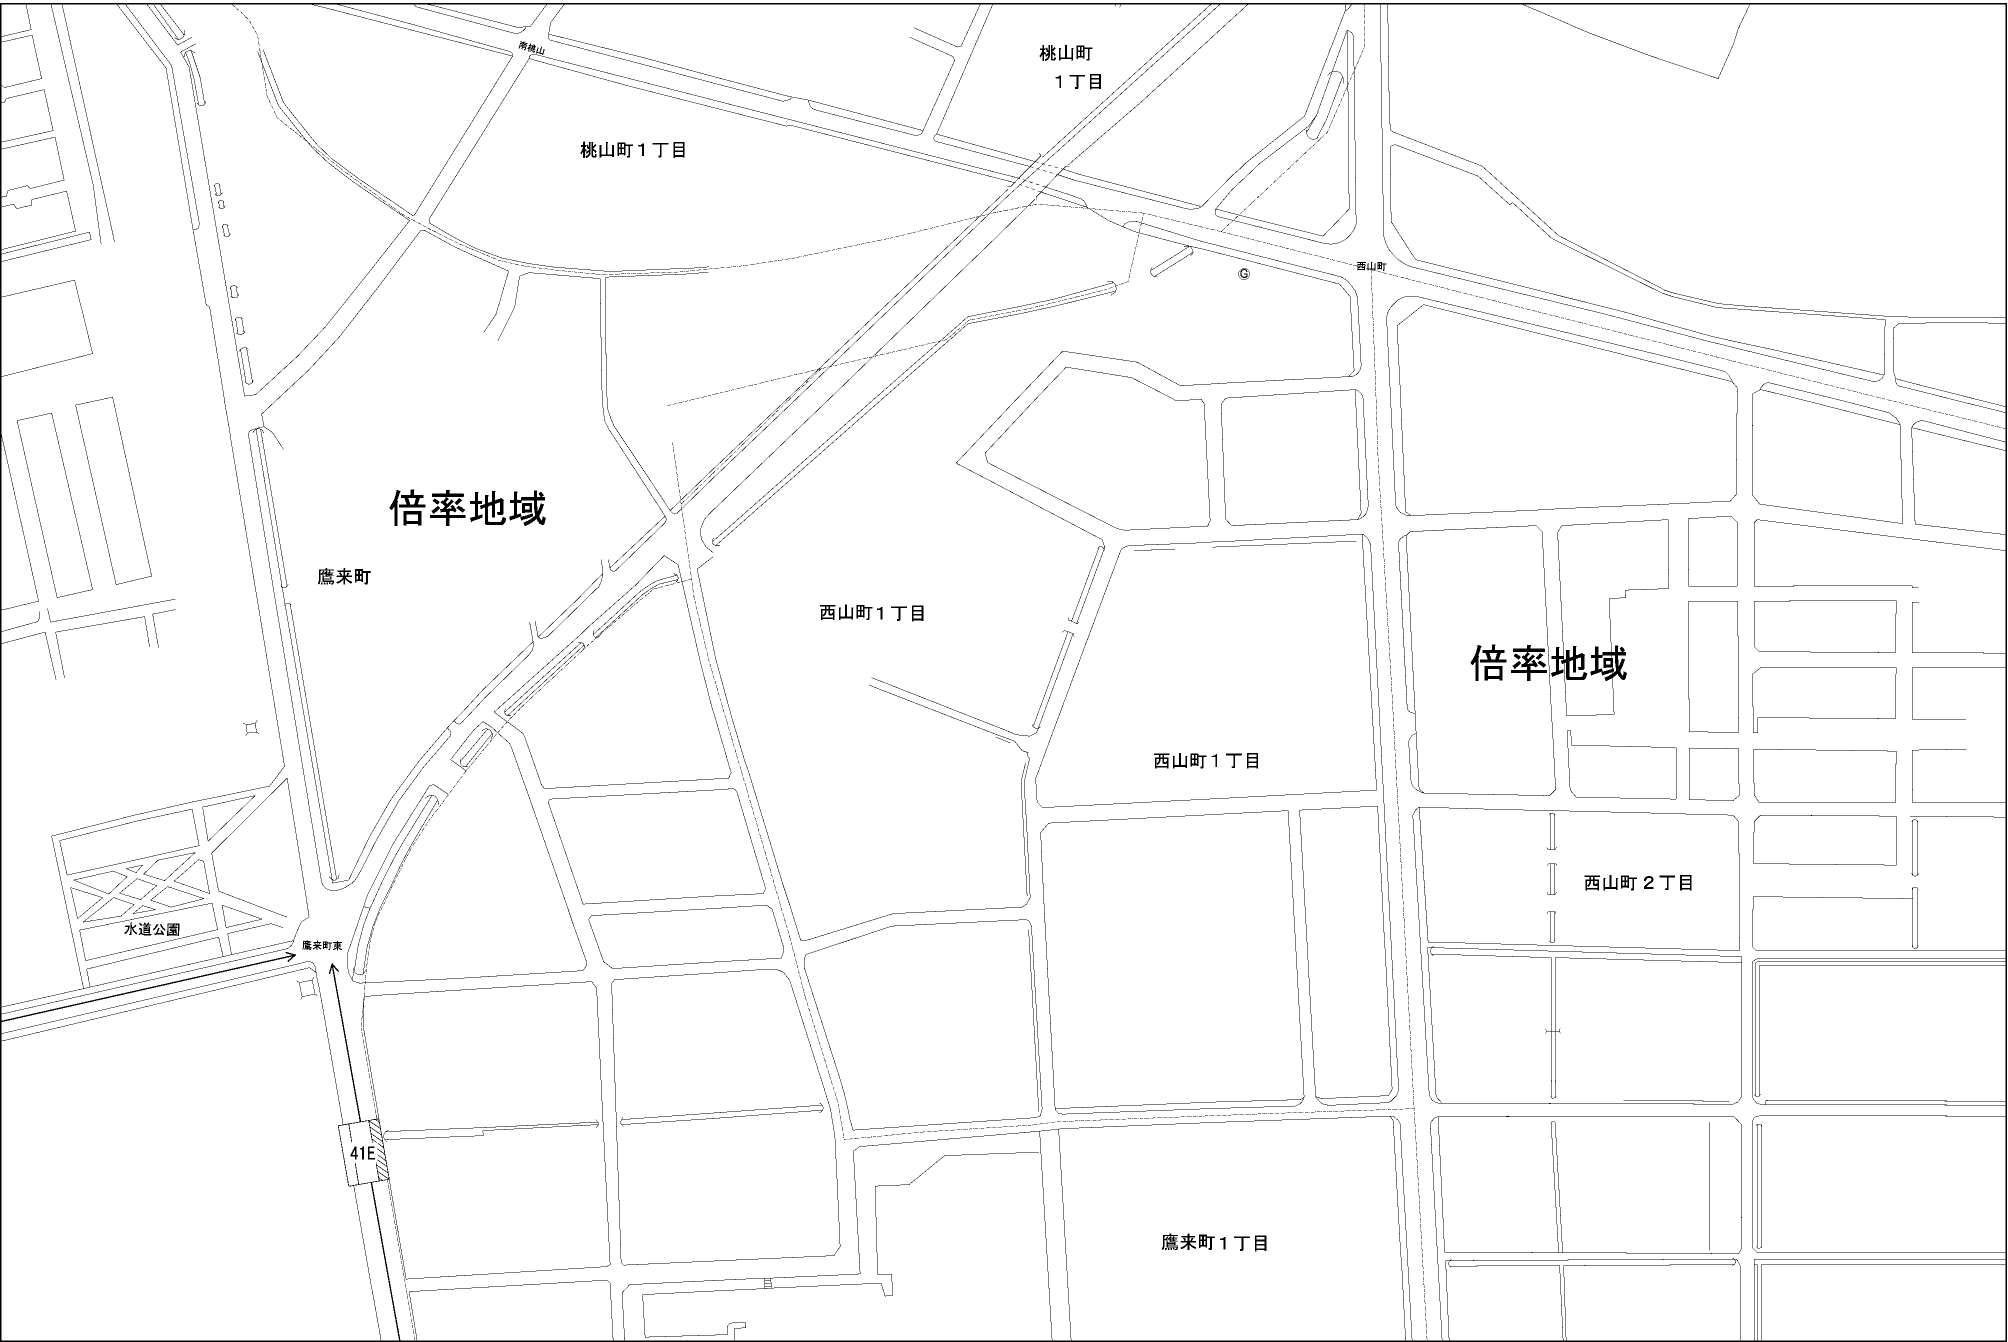 南桃山
桃山町
１丁目
桃山町１丁目
西山町
G
倍率地域
鷹来町
西山町１丁目
倍率地域
西山町１丁目
西山町２丁目
水道公園
鷹来町東
41E
鷹来町１丁目